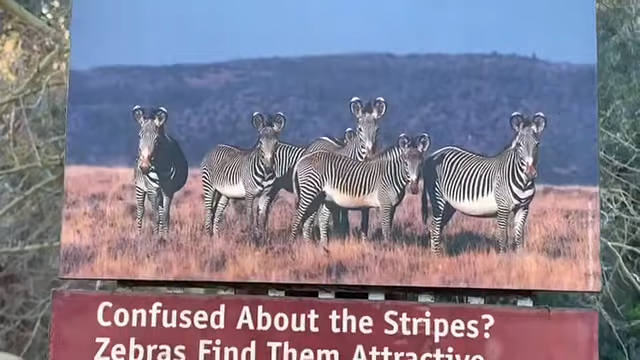 Confused About the Stripes?
Zebras Find Them Attractive